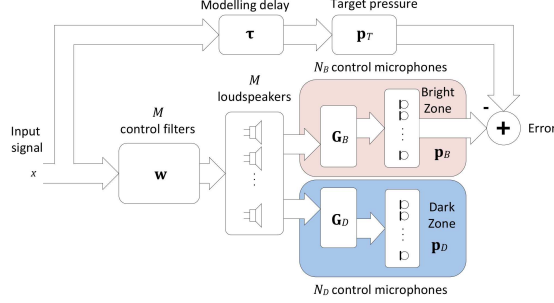 Modelling delay
Target pressure
τ
p_T
N_B control microphones
M
loudspeakers
Bright
Zone
-
M
control filters
Input
signal
G_B
+
Error
p_B
x
w
G_D
Dark
Zone
p_D
N_D control microphones